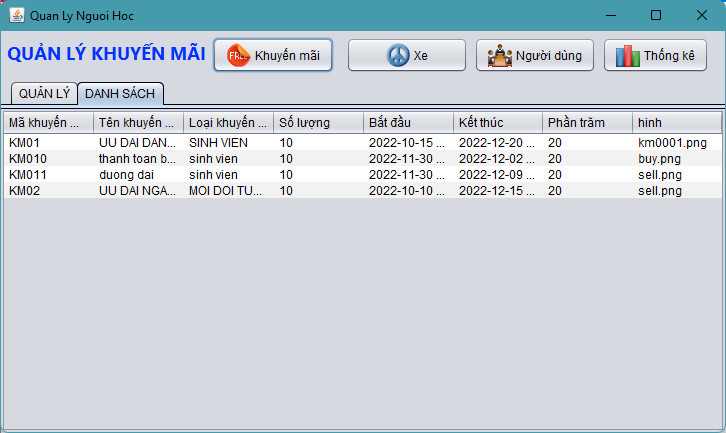 Quan Ly Nguoi Hoc
QUẢN LÝ KHUYẾN MÃI FREE Khuyến mãi Xe Người dùng Thống kê
QUẢN LÝ DANH SÁCH
Mã khuyến ... Tên khuyến ... Loại khuyến ... Số lượng Bắt đầu Kết thúc Phần trăm hinh
KM01 UU DAI DAN... SINH VIEN 10 2022-10-15 ... 2022-12-20 ... 20 km0001.png
KM010 thanh toan b... sinh vien 10 2022-11-30 ... 2022-12-02 ... 20 buy.png
KM011 duong dai sinh vien 10 2022-11-30 ... 2022-12-09 ... 20 sell.png
KM02 UU DAI NGA... MOI DOI TU... 10 2022-10-10 ... 2022-12-15 ... 20 sell.png